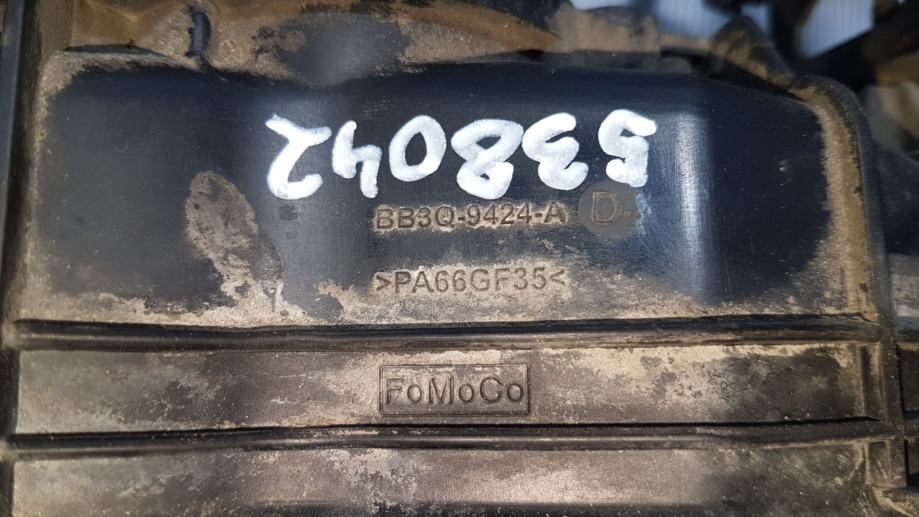 538042
BB3Q-9424-A D
>PA66GF35<
FoMoCo